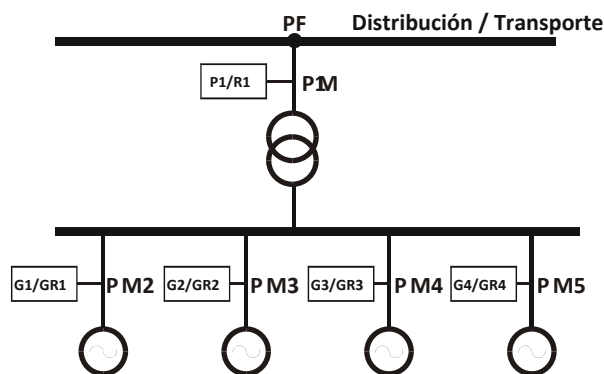 PF Distribución / Transporte
P1/R1 P1M
G1/GR1 PM2 G2/GR2 PM3 G3/GR3 PM4 G4/GR4 PM5